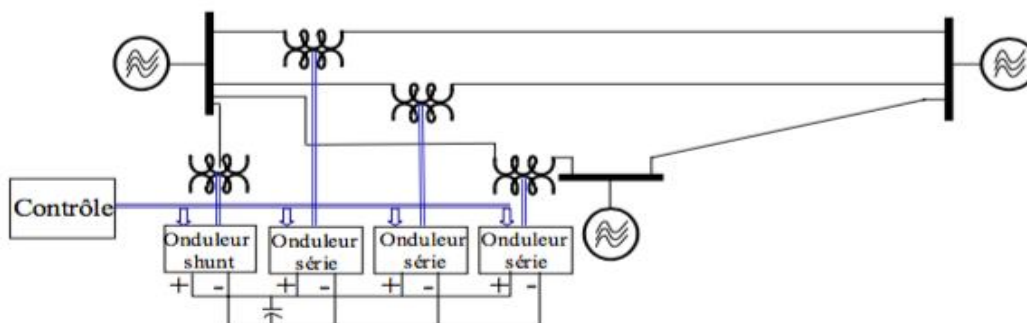 Contrôle
Onduleur
shunt
Onduleur
série
Onduleur
série
Onduleur
série
+ - + - + - + -